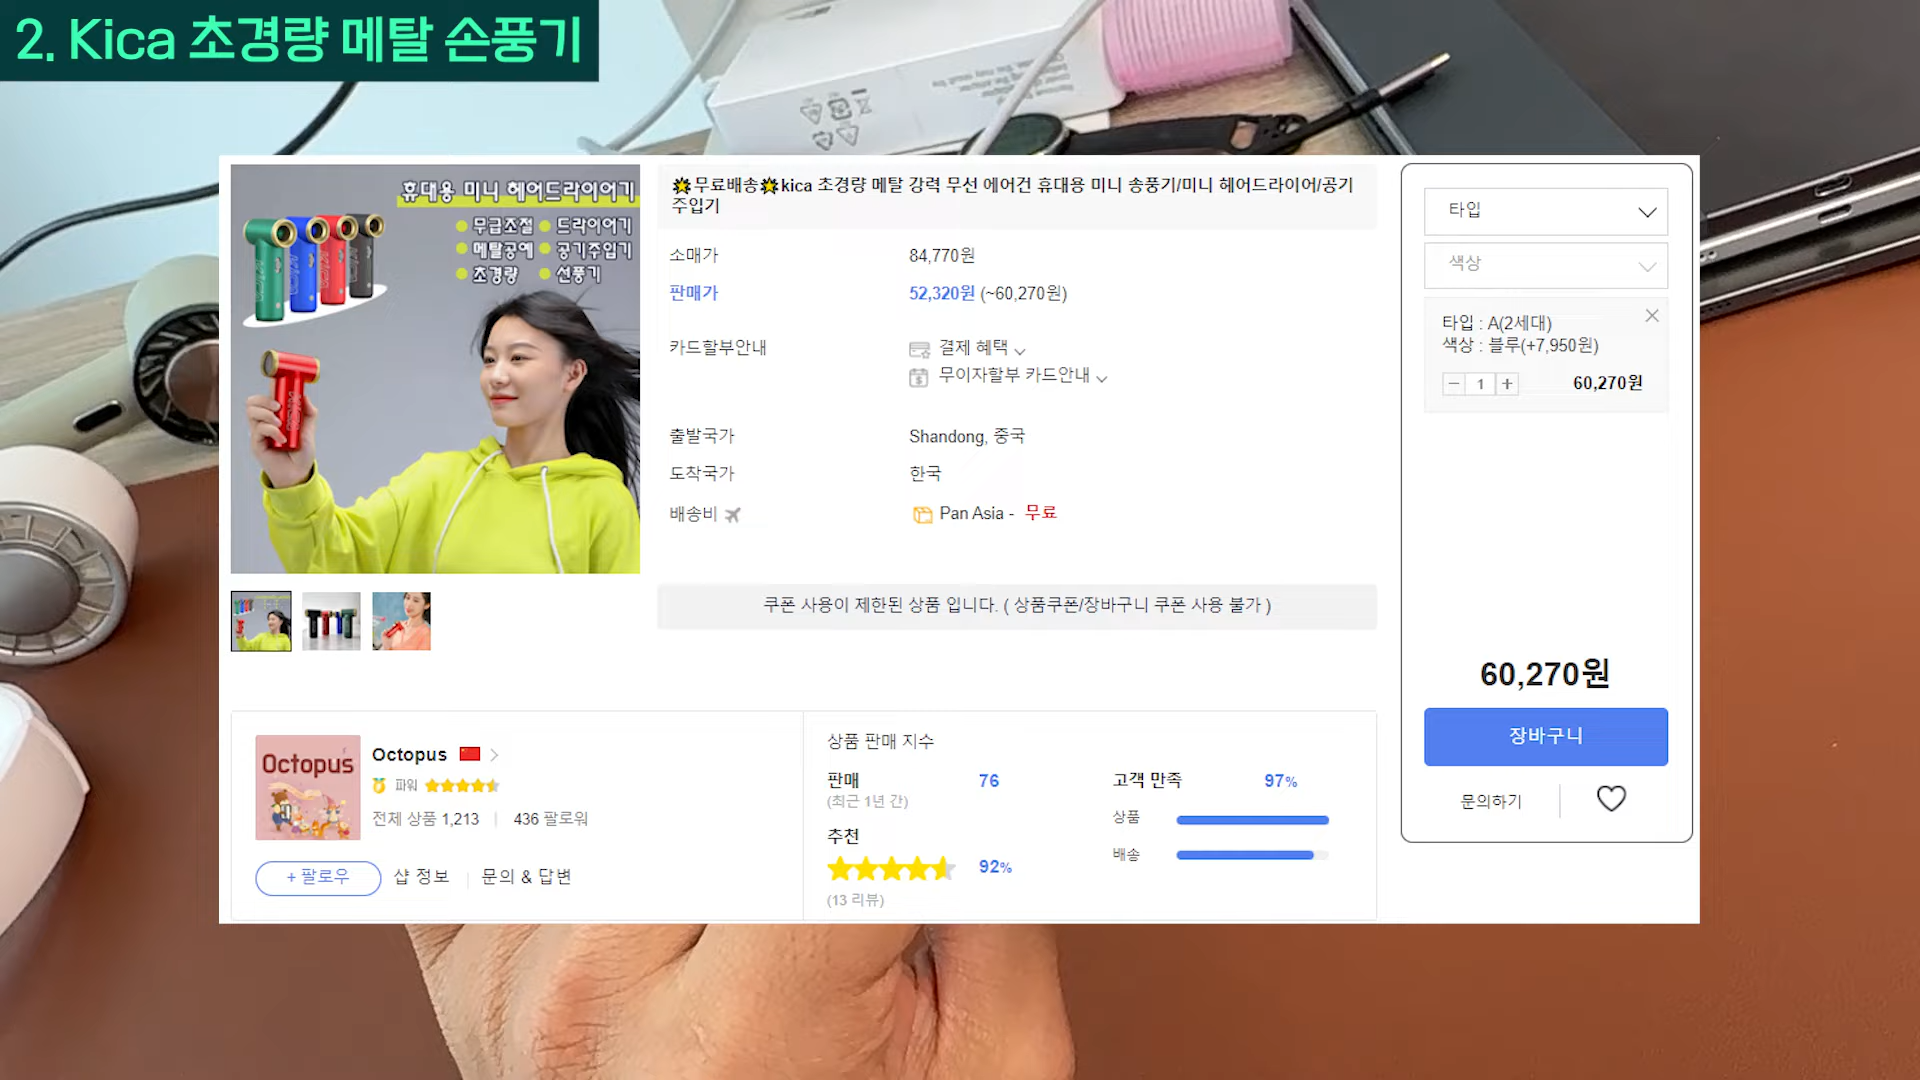 2. Kica 초경량 메탈 손풍기
휴대용 미니 헤어드라이어기
무급조절 드라이어기
메탈공예 공기주입기
초경량 선풍기
무료배송 kica 초경량 메탈 강력 무선 에어건 휴대용 미니 송풍기/미니 헤어드라이어/공기
주입기
소매가 84,770원
판매가 52,320원 (~60,270원)
카드할부안내 결제 혜택
무이자할부 카드안내
출발국가 Shandong, 중국
도착국가 한국
배송비 Pan Asia - 무료
쿠폰 사용이 제한된 상품 입니다. ( 상품쿠폰/장바구니 쿠폰 사용 불가 )
타입
색상
타입 : A(2세대)
색상 : 블루(+7,950원)
1 60,270원
60,270원
장바구니
문의하기
Octopus
Octopus
파워
전체 상품 1,213 436 팔로워
+ 팔로우 샵 정보 문의 & 답변
상품 판매 지수
판매 76
(최근 1년 간)
추천
92%
(13 리뷰)
고객 만족 97%
상품
배송